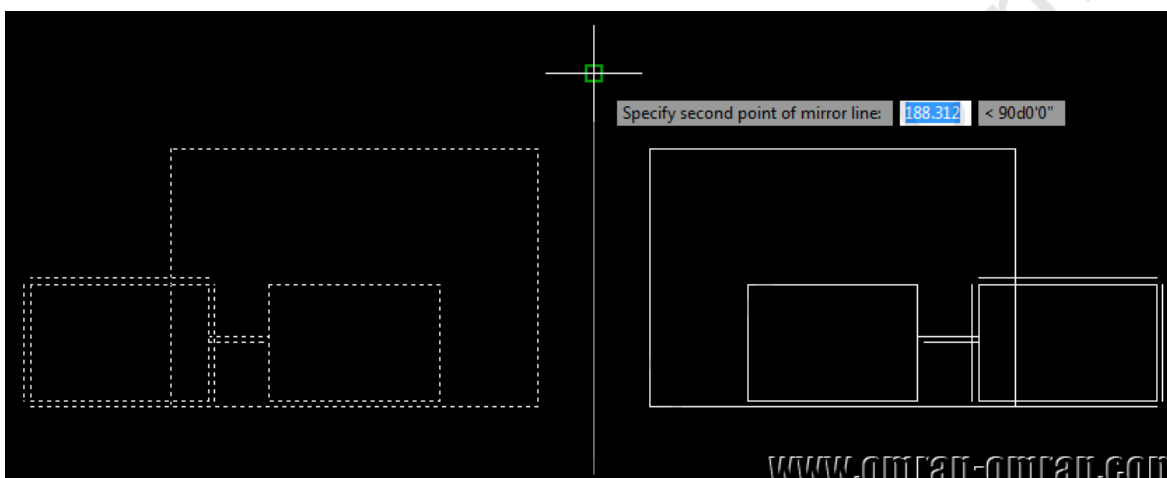 Specify second point of mirror line: 188.312 < 90d0'0"
www.omran-omran.com